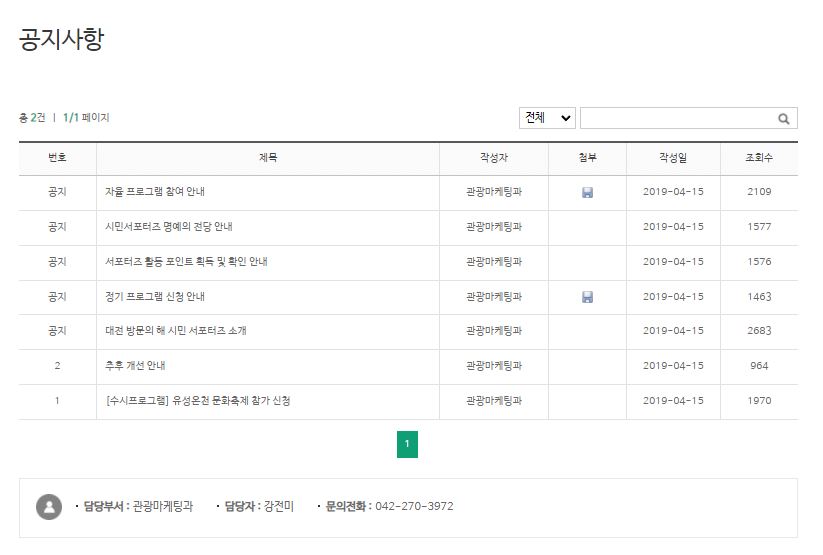 공지사항
총 2건 | 1/1 페이지
전체
번호 제목 작성자 첨부 작성일 조회수
공지 자율 프로그램 참여 안내 관광마케팅과 2019-04-15 2109
공지 시민서포터즈 명예의 전당 안내 관광마케팅과 2019-04-15 1577
공지 서포터즈 활동 포인트 획득 및 확인 안내 관광마케팅과 2019-04-15 1576
공지 정기 프로그램 신청 안내 관광마케팅과 2019-04-15 1463
공지 대전 방문의 해 시민 서포터즈 소개 관광마케팅과 2019-04-15 2683
2 추후 개선 안내 관광마케팅과 2019-04-15 964
1 [수시프로그램] 유성온천 문화축제 참가 신청 관광마케팅과 2019-04-15 1970
1
· 담당부서 : 관광마케팅과 · 담당자 : 강전미 · 문의전화 : 042-270-3972